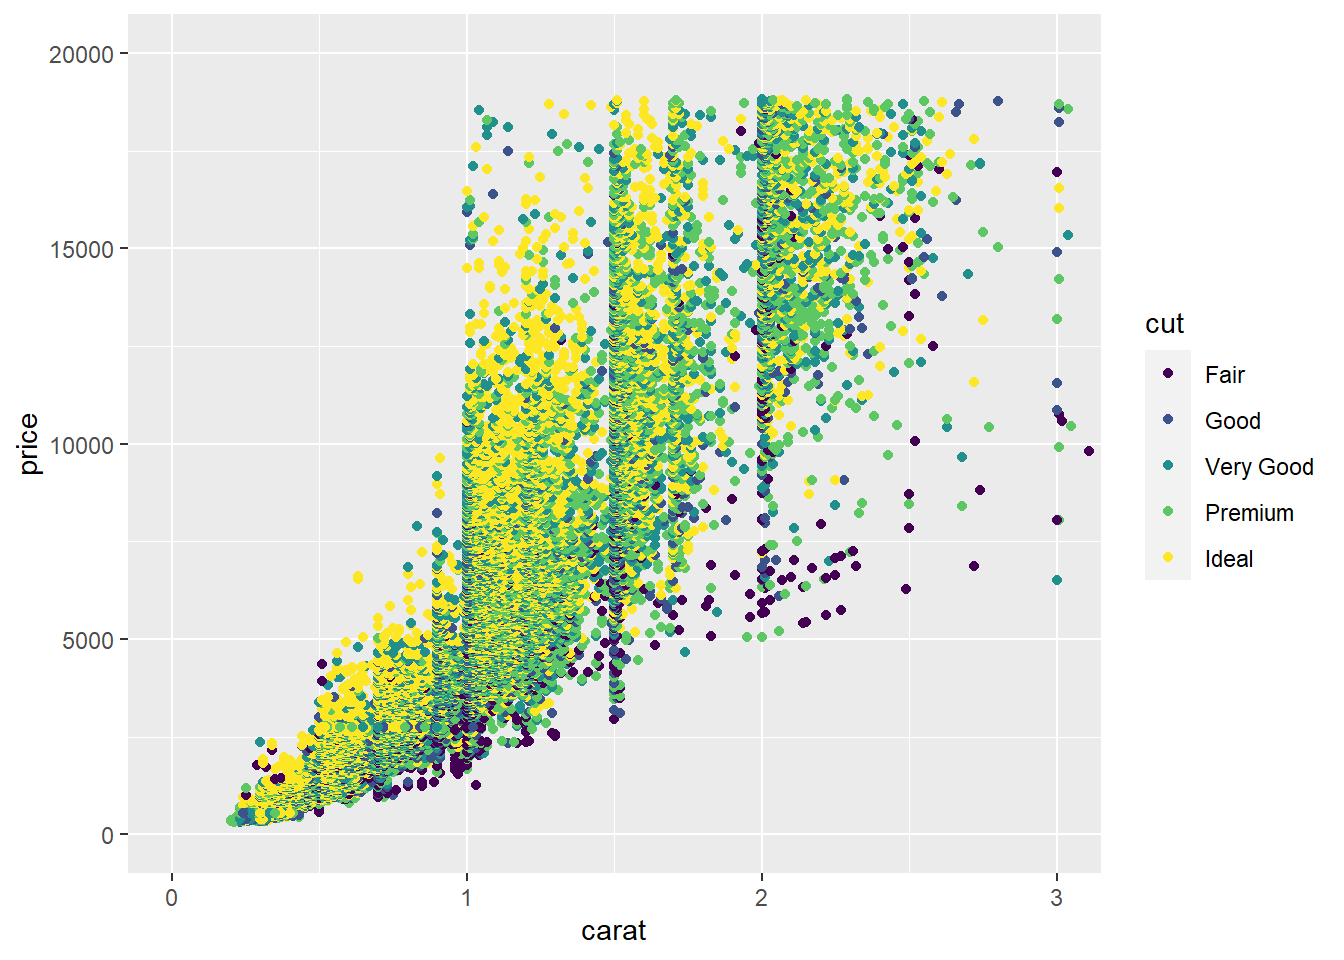 20000
15000
10000
5000
0
price
0
1
2
3
carat
cut
Fair
Good
Very Good
Premium
Ideal